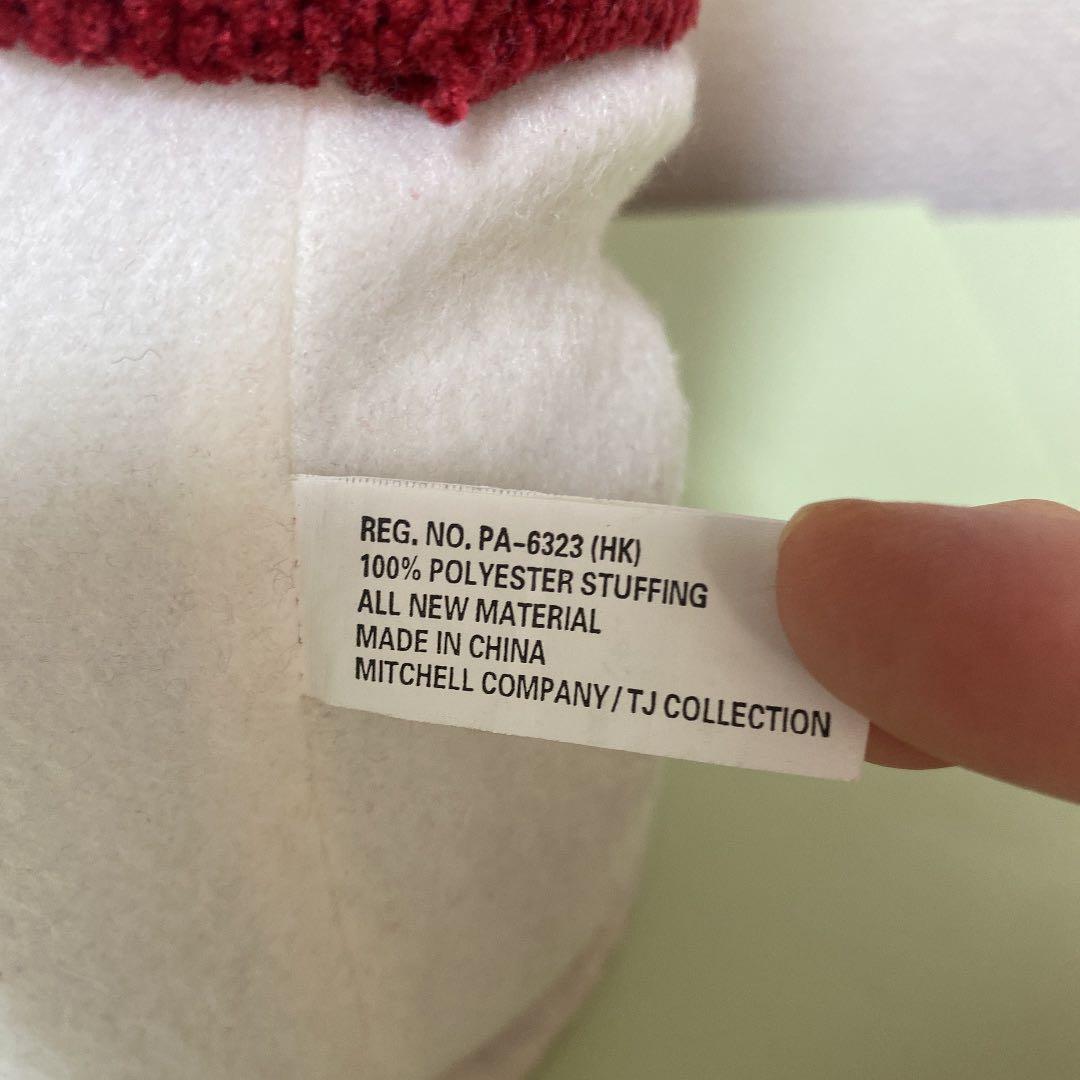 REG. NO. PA-6323 (HK)
100% POLYESTER STUFFING
ALL NEW MATERIAL
MADE IN CHINA
MITCHELL COMPANY/TJ COLLECTION